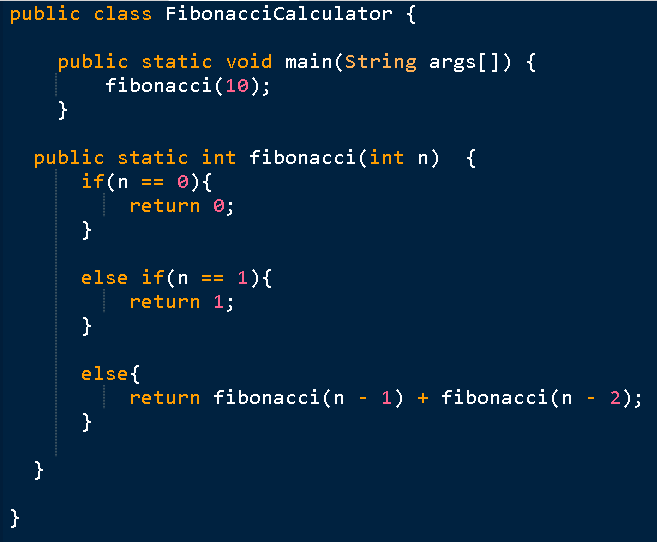 public class FibonacciCalculator {
public static void main(String args[]) {
fibonacci(10);
}
public static int fibonacci(int n)  {
if(n == 0){
return 0;
}
else if(n == 1){
return 1;
}
else{
return fibonacci(n - 1) + fibonacci(n - 2);
}
}
}